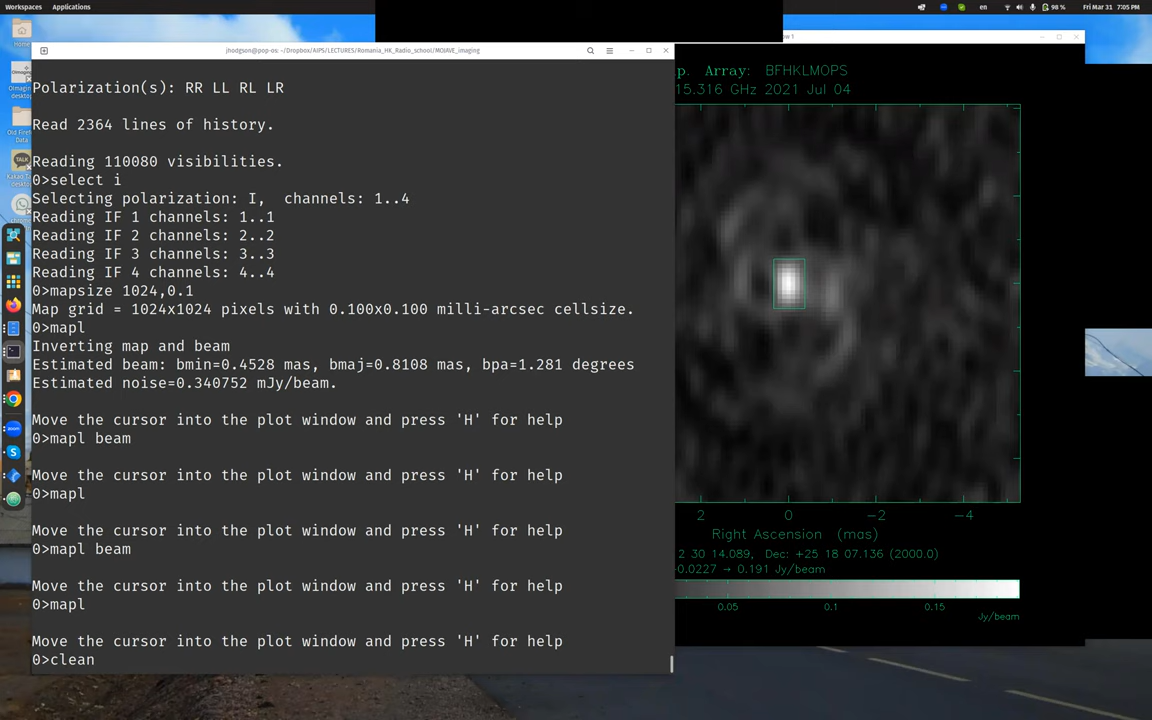 Workspaces Applications
en
98 %
Fri Mar 31 7:05 PM
jhodgson@pop-os: ~/Dropbox/AIPS/LECTURES/Romania_HK_Radio_school/MOJAVE_imaging
Polarization(s): RR LL RL LR
Read 2364 lines of history.
Reading 110080 visibilities.
0>select i
Selecting polarization: I,  channels: 1..4
Reading IF 1 channels: 1..1
Reading IF 2 channels: 2..2
Reading IF 3 channels: 3..3
Reading IF 4 channels: 4..4
0>mapsize 1024,0.1
Map grid = 1024x1024 pixels with 0.100x0.100 milli-arcsec cellsize.
0>mapl
Inverting map and beam
Estimated beam: bmin=0.4528 mas, bmaj=0.8108 mas, bpa=1.281 degrees
Estimated noise=0.340752 mJy/beam.
Move the cursor into the plot window and press 'H' for help
0>mapl beam
Move the cursor into the plot window and press 'H' for help
0>mapl
Move the cursor into the plot window and press 'H' for help
0>mapl beam
Move the cursor into the plot window and press 'H' for help
0>mapl
Move the cursor into the plot window and press 'H' for help
0>clean
p. Array: BFHKLMOPS
15.316 GHz 2021 Jul 04
2 0 −2 −4
Right Ascension (mas)
2 30 14.089, Dec: +25 18 07.136 (2000.0)
0.0227 → 0.191 Jy/beam
0.05 0.1 0.15
Jy/beam
Home
Old Firef
Data